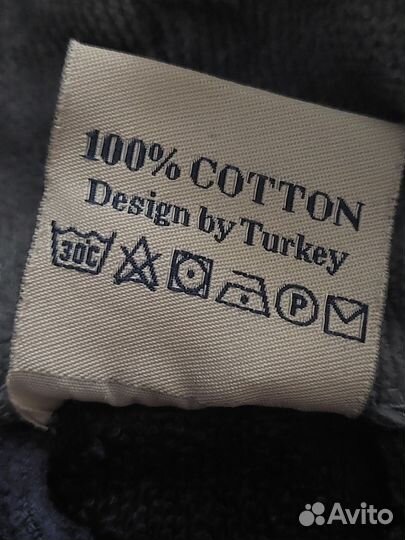 100% COTTON
Design by Turkey
30C P
Avito